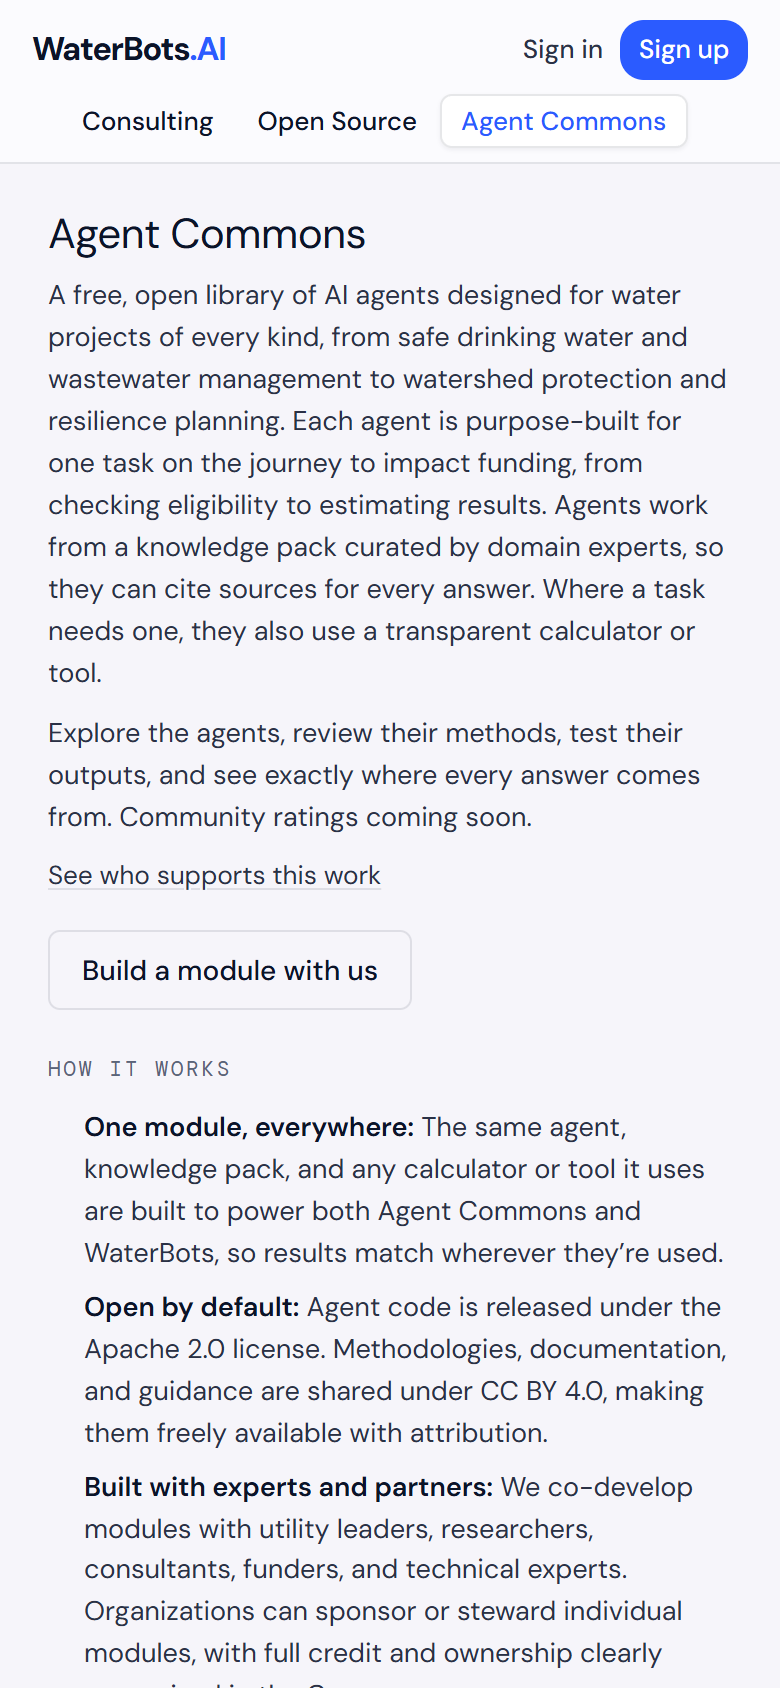 WaterBots.AI
Sign in
Sign up
Consulting
Open Source
Agent Commons
Agent Commons
A free, open library of AI agents designed for water
projects of every kind, from safe drinking water and
wastewater management to watershed protection and
resilience planning. Each agent is purpose-built for
one task on the journey to impact funding, from
checking eligibility to estimating results. Agents work
from a knowledge pack curated by domain experts, so
they can cite sources for every answer. Where a task
needs one, they also use a transparent calculator or
tool.
Explore the agents, review their methods, test their
outputs, and see exactly where every answer comes
from. Community ratings coming soon.
See who supports this work
Build a module with us
HOW IT WORKS
One module, everywhere: The same agent,
knowledge pack, and any calculator or tool it uses
are built to power both Agent Commons and
WaterBots, so results match wherever they’re used.
Open by default: Agent code is released under the
Apache 2.0 license. Methodologies, documentation,
and guidance are shared under CC BY 4.0, making
them freely available with attribution.
Built with experts and partners: We co-develop
modules with utility leaders, researchers,
consultants, funders, and technical experts.
Organizations can sponsor or steward individual
modules, with full credit and ownership clearly